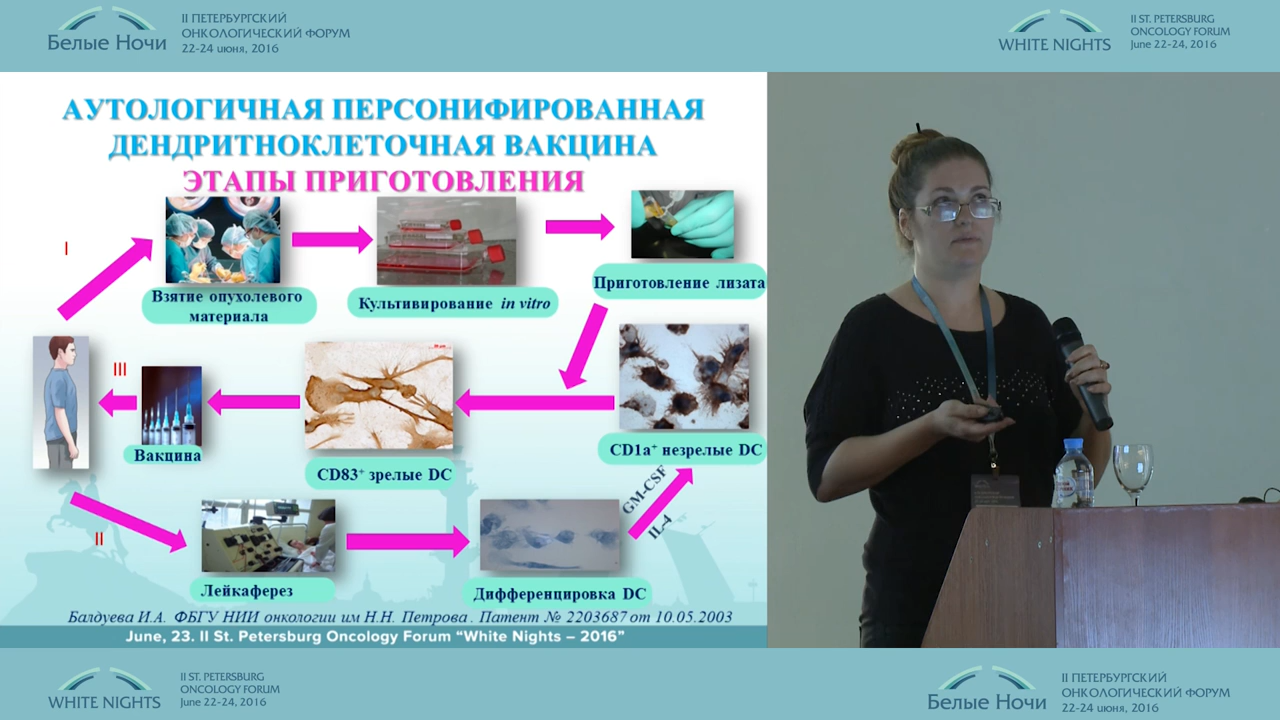 II ПЕТЕРБУРГСКИЙ
ОНКОЛОГИЧЕСКИЙ ФОРУМ
Белые Ночи
22-24 июня, 2016
II ST. PETERSBURG
ONCOLOGY FORUM
WHITE NIGHTS
June 22-24, 2016
АУТОЛОГИЧНАЯ ПЕРСОНИФИРОВАННАЯ
ДЕНДРИТНОКЛЕТОЧНАЯ ВАКЦИНА
ЭТАПЫ ПРИГОТОВЛЕНИЯ
I
Взятие опухолевого
материала
Культивирование in vitro
Приготовление лизата
III
Вакцина
CD83+ зрелые DC
CD1a+ незрелые DC
GM-CSF
IL-4
II
Лейкаферез
Дифференцировка DC
Балдуева И.А. ФБГУ НИИ онкологии им Н.Н. Петрова. Патент № 2203687 от 10.05.2003
June, 23. II St. Petersburg Oncology Forum “White Nights – 2016”
II ST. PETERSBURG
ONCOLOGY FORUM
WHITE NIGHTS
June 22-24, 2016
II ПЕТЕРБУРГСКИЙ
ОНКОЛОГИЧЕСКИЙ ФОРУМ
Белые Ночи
22-24 июня, 2016